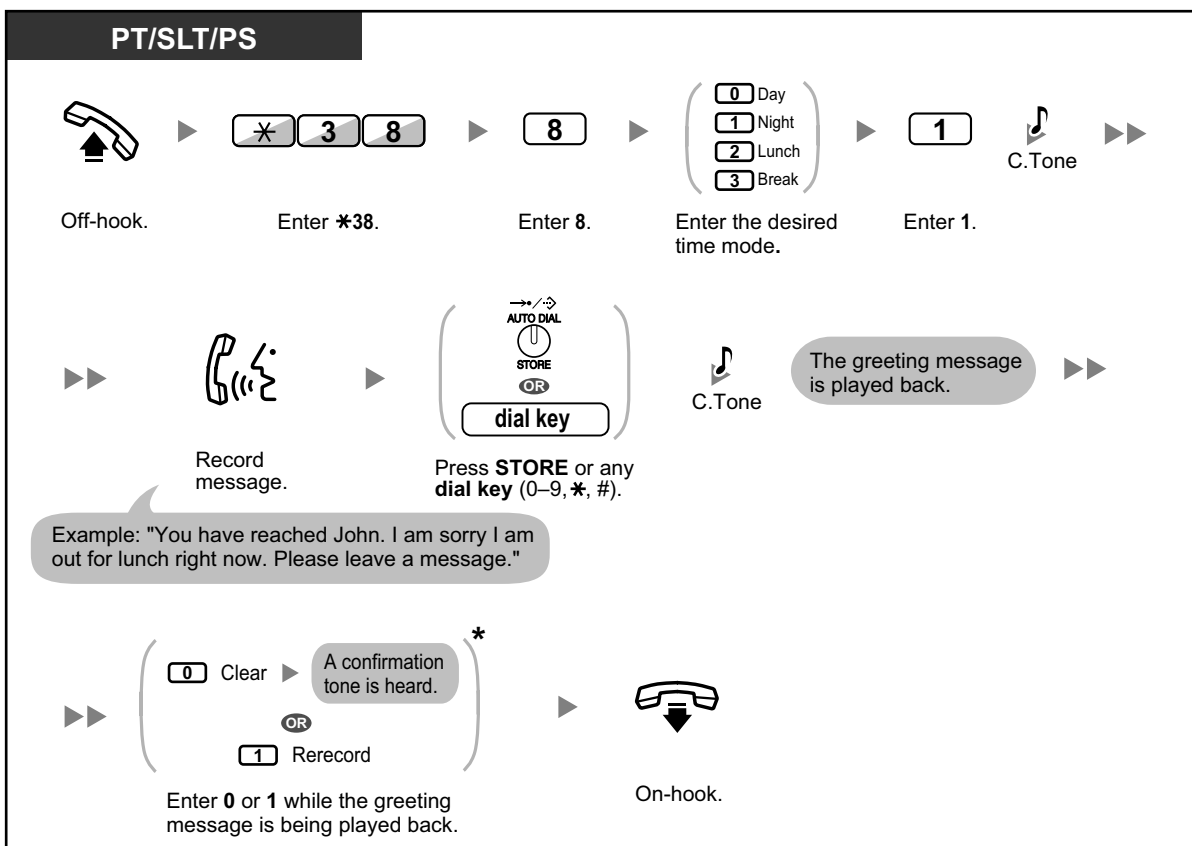 PT/SLT/PS
0 Day
1 Night
2 Lunch
3 Break
✳ 3 8
8
1
C.Tone
Off-hook.
Enter ✳38.
Enter 8.
Enter the desired
time mode.
Enter 1.
AUTO DIAL
STORE
OR
dial key
C.Tone
The greeting message
is played back.
Record
message.
Press STORE or any
dial key (0–9, ✳, #).
Example: "You have reached John. I am sorry I am
out for lunch right now. Please leave a message."
0 Clear
A confirmation
tone is heard.
*
OR
1 Rerecord
Enter 0 or 1 while the greeting
message is being played back.
On-hook.